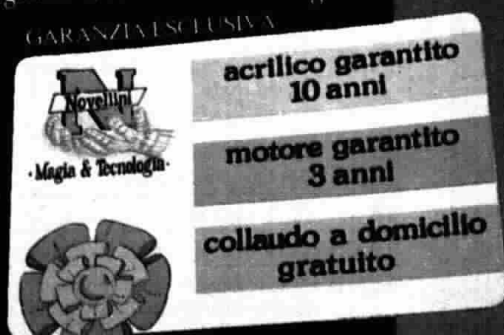 GARANZIA ESCLUSIVA
N
Novellini
· Magia & Tecnologia ·
acrilico garantito
10 anni
motore garantito
3 anni
collaudo a domicilio
gratuito